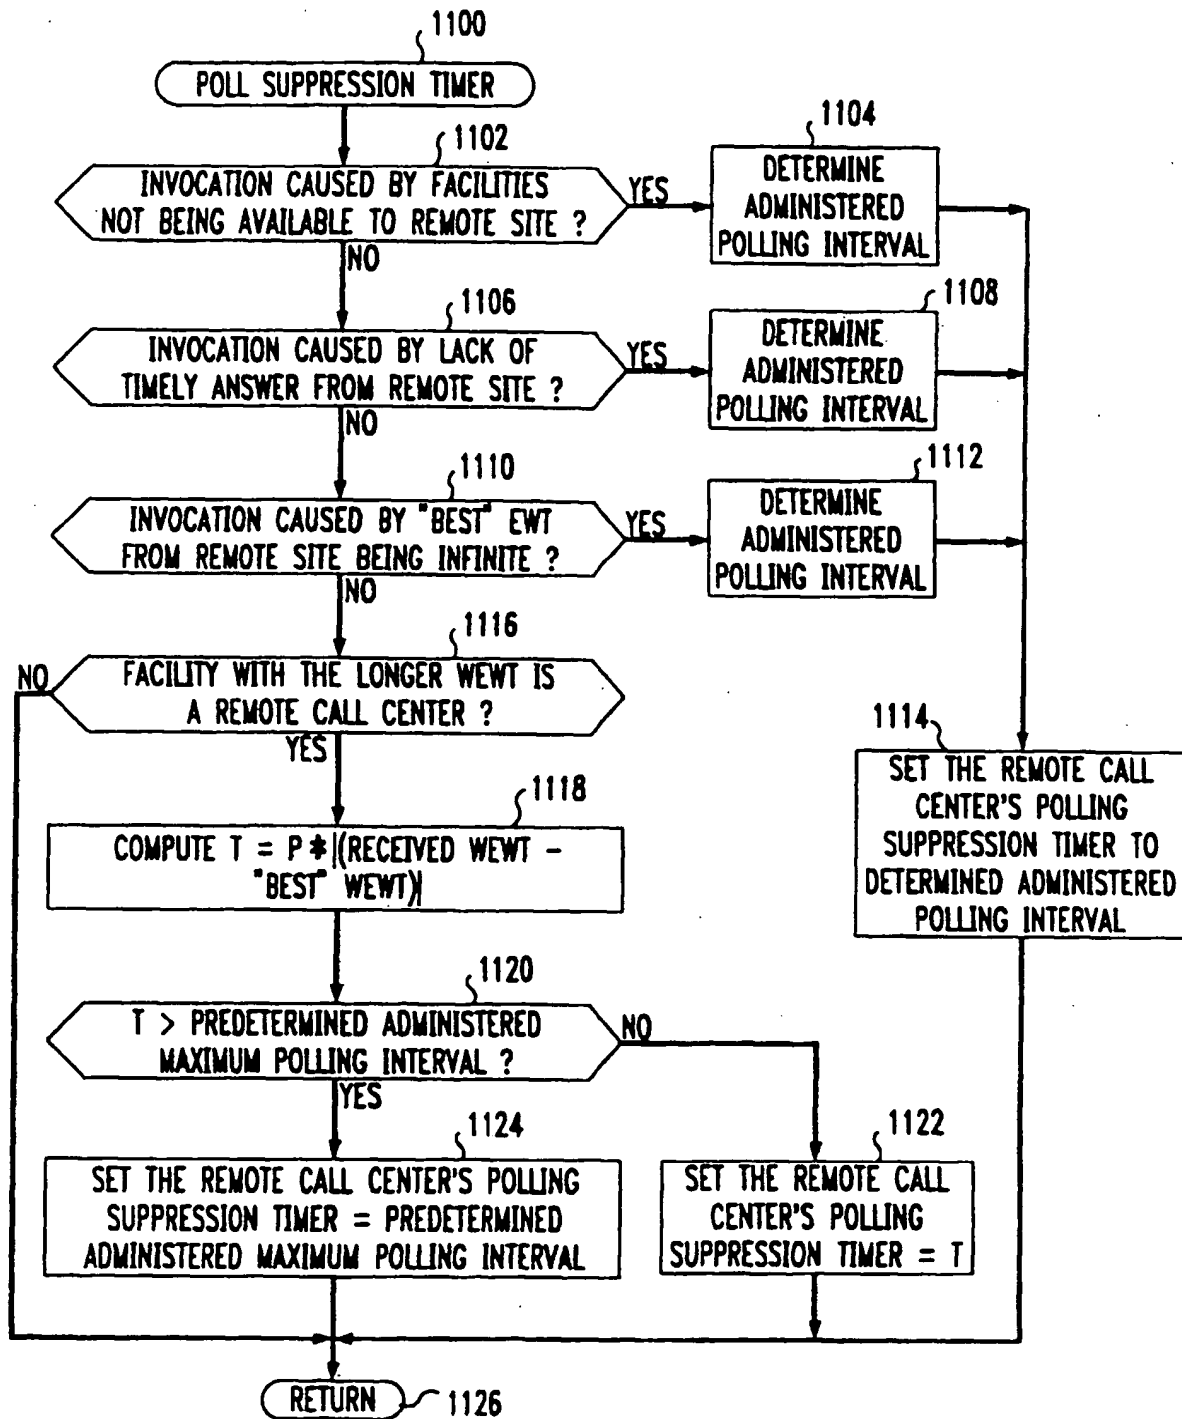 1100
POLL SUPPRESSION TIMER
1102
INVOCATION CAUSED BY FACILITIES
NOT BEING AVAILABLE TO REMOTE SITE ?
YES
NO
1104
DETERMINE
ADMINISTERED
POLLING INTERVAL
1106
INVOCATION CAUSED BY LACK OF
TIMELY ANSWER FROM REMOTE SITE ?
YES
NO
1108
DETERMINE
ADMINISTERED
POLLING INTERVAL
1110
INVOCATION CAUSED BY "BEST" EWT
FROM REMOTE SITE BEING INFINITE ?
YES
NO
1112
DETERMINE
ADMINISTERED
POLLING INTERVAL
1116
FACILITY WITH THE LONGER WEWT IS
A REMOTE CALL CENTER ?
NO
YES
1114
SET THE REMOTE CALL
CENTER'S POLLING
SUPPRESSION TIMER TO
DETERMINED ADMINISTERED
POLLING INTERVAL
1118
COMPUTE T = P * |(RECEIVED WEWT -
"BEST" WEWT)|
1120
T > PREDETERMINED ADMINISTERED
MAXIMUM POLLING INTERVAL ?
NO
YES
1124
SET THE REMOTE CALL CENTER'S POLLING
SUPPRESSION TIMER = PREDETERMINED
ADMINISTERED MAXIMUM POLLING INTERVAL
1122
SET THE REMOTE CALL
CENTER'S POLLING
SUPPRESSION TIMER = T
RETURN
1126